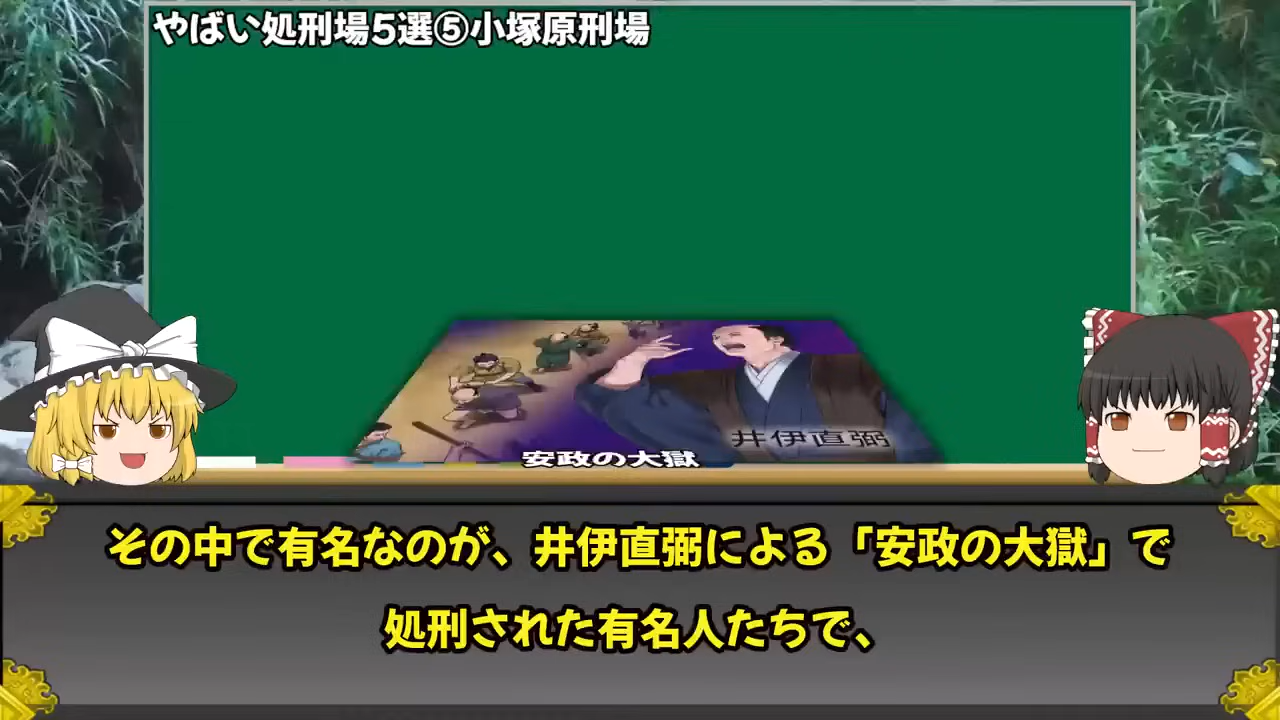 やばい処刑場5選⑤小塚原刑場
井伊直弼
安政の大獄
その中で有名なのが、井伊直弼による「安政の大獄」で
処刑された有名人たちで、